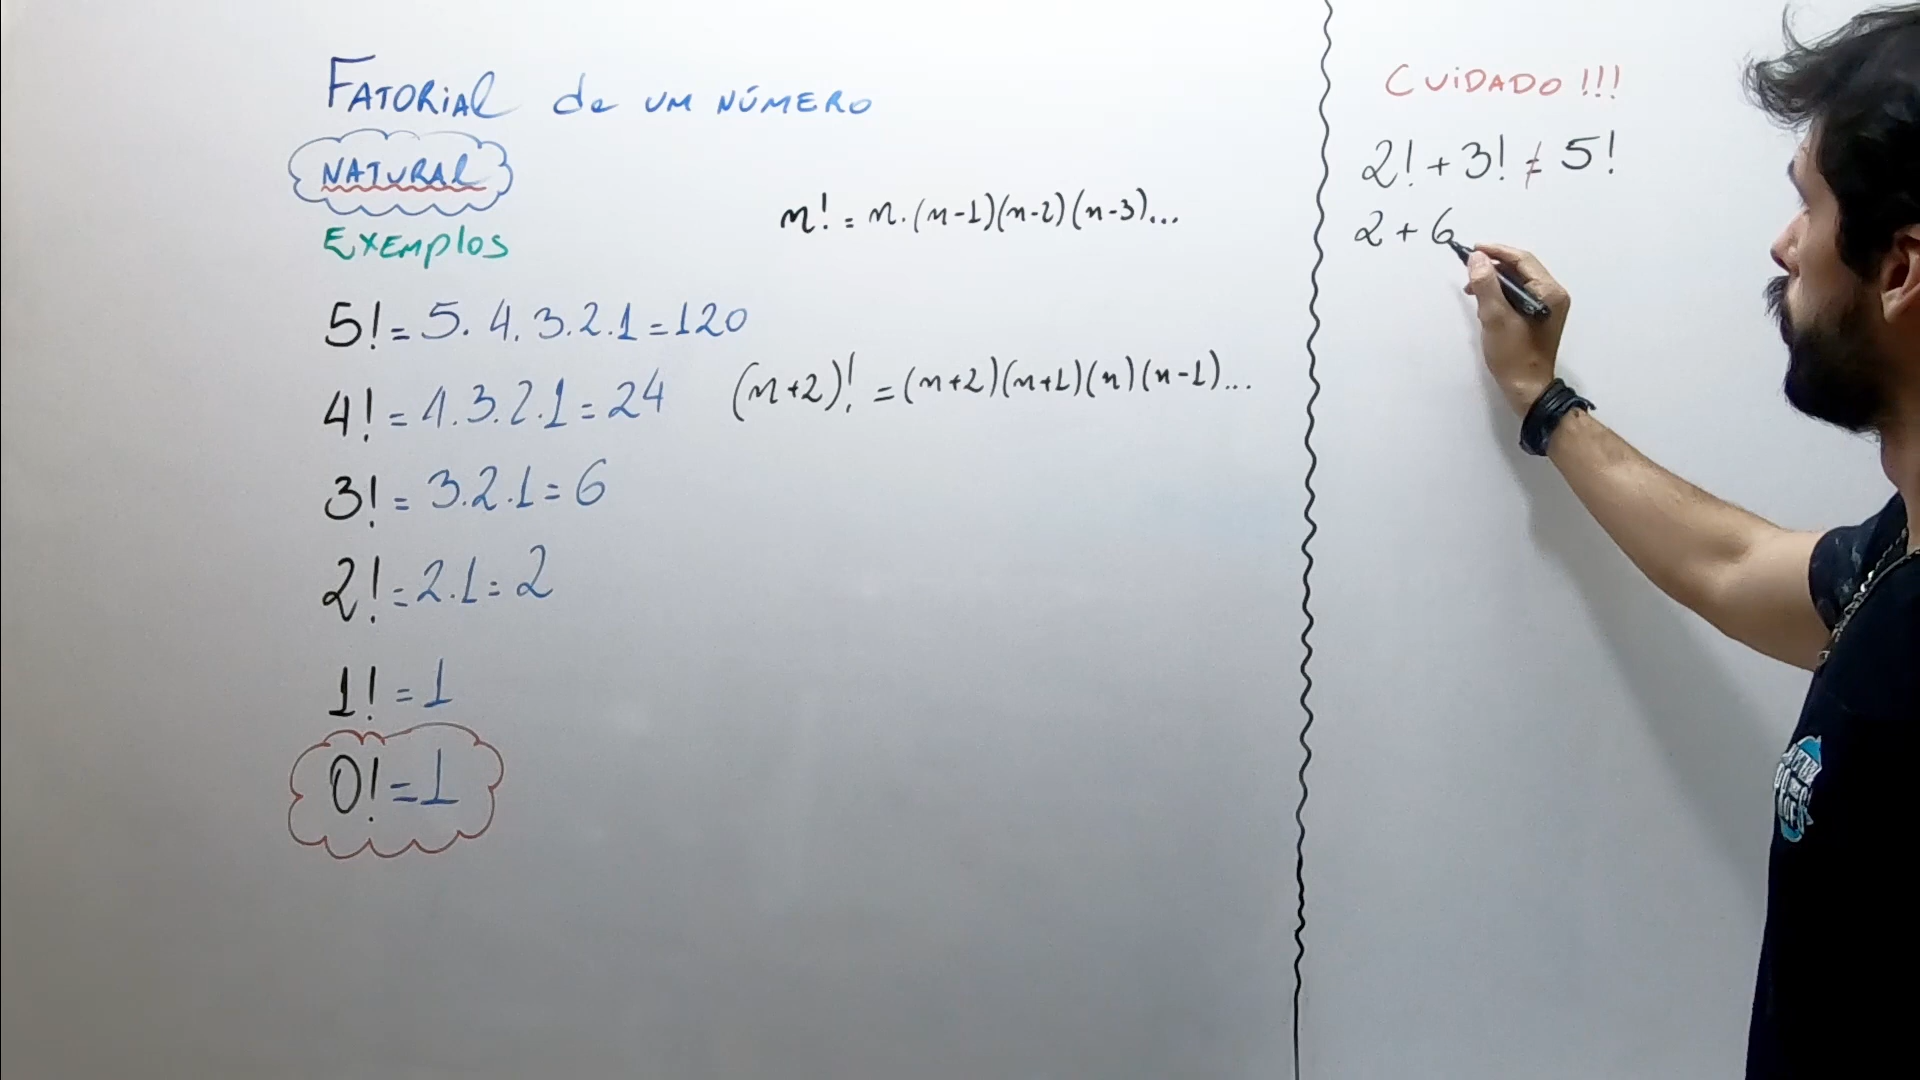 FATORIAL de UM NÚMERO
NATURAL
EXEMPlOS
n! = n.(n-1)(n-2)(n-3)...
5! = 5. 4. 3.2.1 = 120
(n+2)! = (n+2)(n+1)(n)(n-1)...
4! = 4.3.2.1 = 24
3! = 3.2.1 = 6
2! = 2.1 = 2
1! = 1
0! = 1
CUIDADO !!!
2! + 3! ≠ 5!
2 + 6